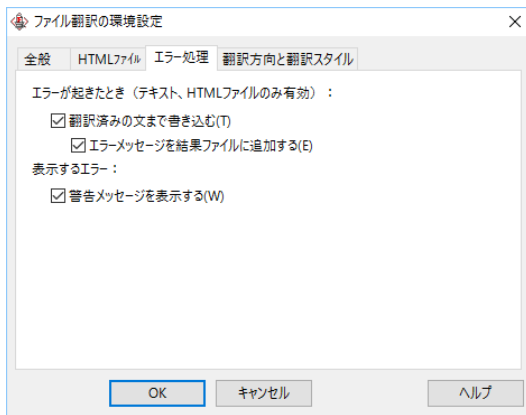 ファイル翻訳の環境設定
全般 HTMLファイル エラー処理 翻訳方向と翻訳スタイル
エラーが起きたとき（テキスト、HTMLファイルのみ有効）：
翻訳済みの文まで書き込む(T)
エラーメッセージを結果ファイルに追加する(E)
表示するエラー：
警告メッセージを表示する(W)
OK キャンセル ヘルプ